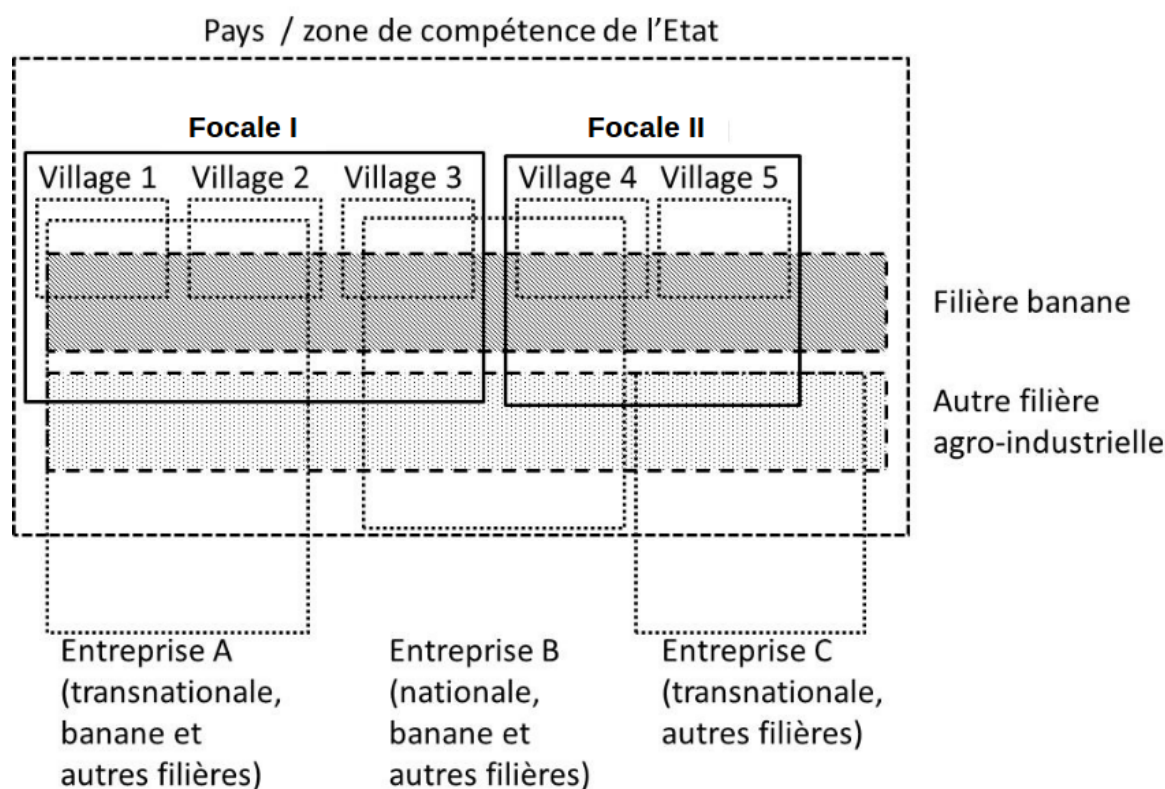 Pays / zone de compétence de l'Etat
Focale I
Focale II
Village 1
Village 2
Village 3
Village 4
Village 5
Filière banane
Autre filière
agro-industrielle
Entreprise A
(transnationale,
banane et
autres filières)
Entreprise B
(nationale,
banane et
autres filières)
Entreprise C
(transnationale,
autres filières)